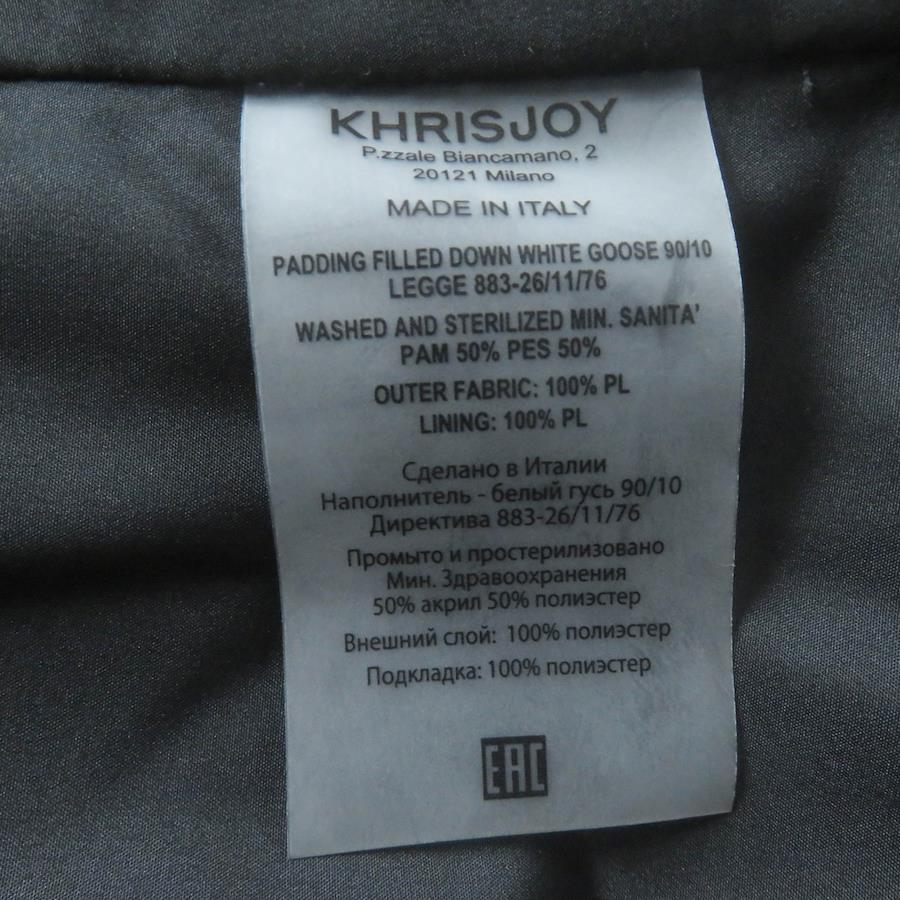 KHRISJOY
P.zzale Biancamano, 2
20121 Milano
MADE IN ITALY
PADDING FILLED DOWN WHITE GOOSE 90/10
LEGGE 883-26/11/76
WASHED AND STERILIZED MIN. SANITA'
PAM 50% PES 50%
OUTER FABRIC: 100% PL
LINING: 100% PL
Сделано в Италии
Наполнитель - белый гусь 90/10
Директива 883-26/11/76
Промыто и простерилизовано
Мин. Здравоохранения
50% акрил 50% полиэстер
Внешний слой: 100% полиэстер
Подкладка: 100% полиэстер
EAC